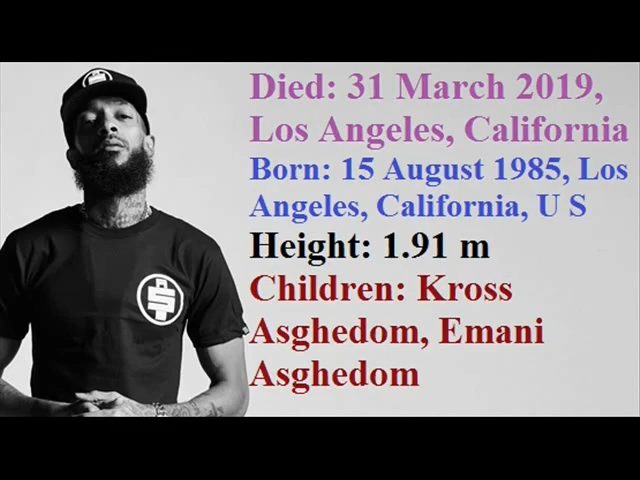 Died: 31 March 2019,
Los Angeles, California
Born: 15 August 1985, Los
Angeles, California, U S
Height: 1.91 m
Children: Kross
Asghedom, Emani
Asghedom